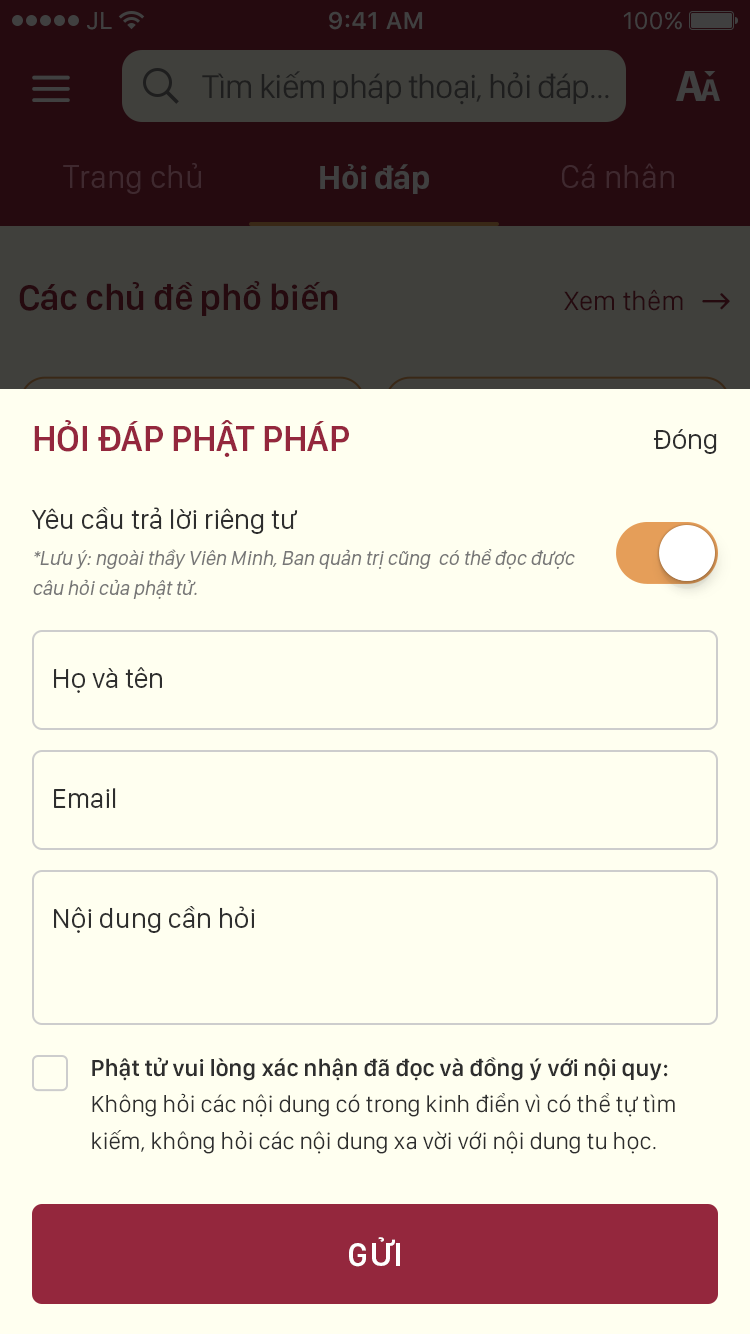 JL 9:41 AM 100%
Tìm kiếm pháp thoại, hỏi đáp...
AA
Trang chủ Hỏi đáp Cá nhân
Các chủ đề phổ biến Xem thêm →
HỎI ĐÁP PHẬT PHÁP Đóng
Yêu cầu trả lời riêng tư
*Lưu ý: ngoài thầy Viên Minh, Ban quản trị cũng có thể đọc được
câu hỏi của phật tử.
Họ và tên
Email
Nội dung cần hỏi
Phật tử vui lòng xác nhận đã đọc và đồng ý với nội quy:
Không hỏi các nội dung có trong kinh điển vì có thể tự tìm
kiếm, không hỏi các nội dung xa vời với nội dung tu học.
GỬI